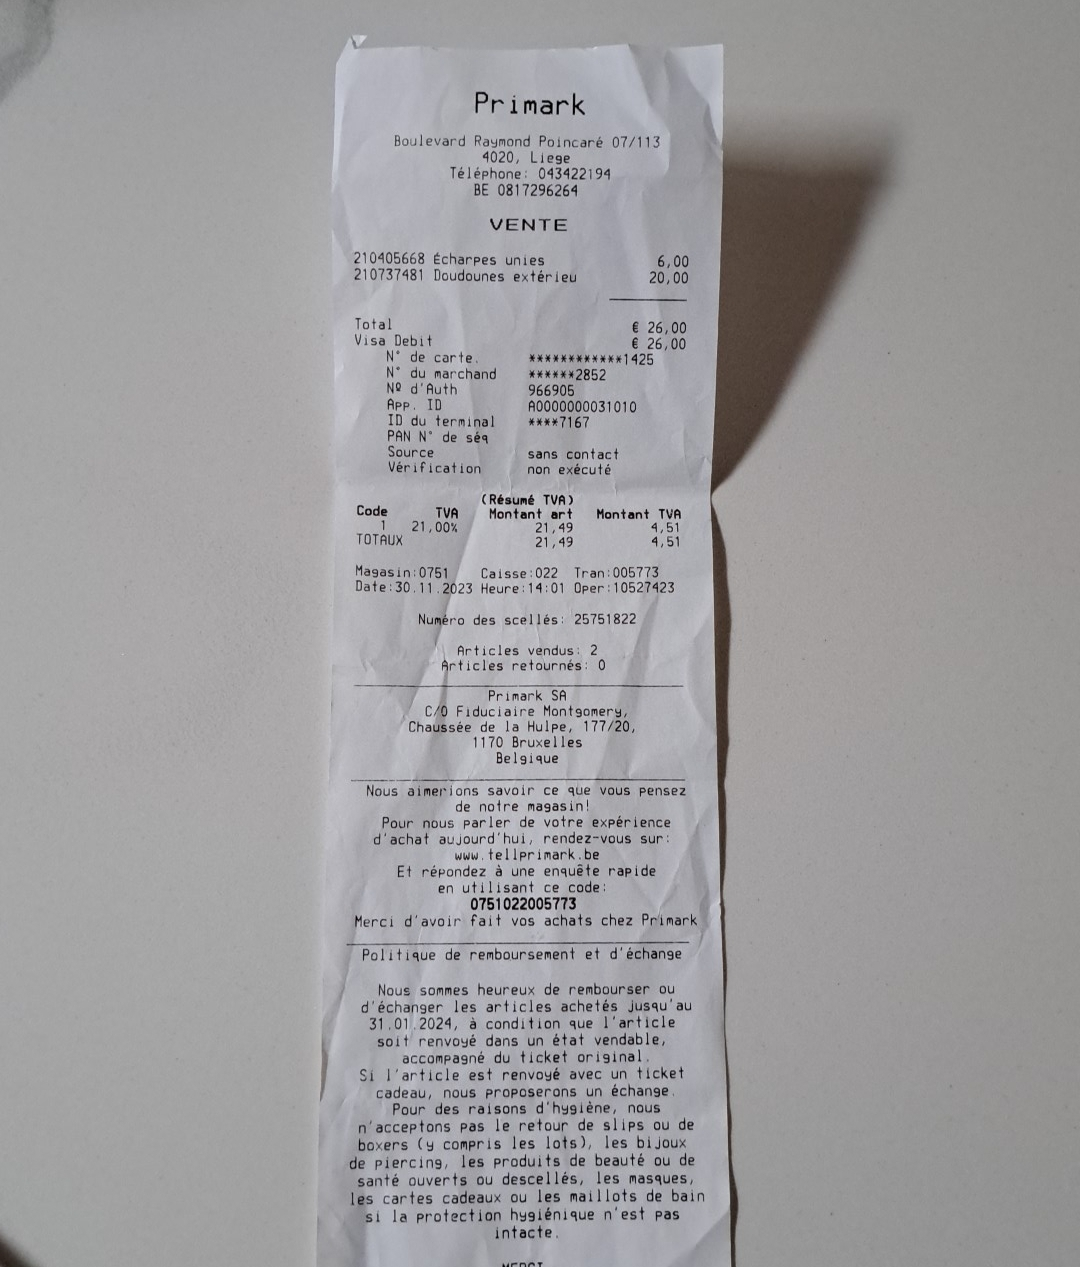 Primark
Boulevard Raymond Poincaré 07/113
4020, Liege
Téléphone: 043422194
BE 0817296264
VENTE
210405668 Écharpes unies 6,00
210737481 Doudounes extérieu 20,00
Total € 26,00
Visa Debit € 26,00
N° de carte. ************1425
N° du marchand ******2852
Nº d'Auth 966905
App. ID A0000000031010
ID du terminal ****7167
PAN N° de séq
Source sans contact
Vérification non exécuté
(Résumé TVA)
Code TVA Montant art Montant TVA
1 21,00% 21,49 4,51
TOTAUX 21,49 4,51
Magasin:0751 Caisse:022 Tran:005773
Date:30.11.2023 Heure:14:01 Oper:10527423
Numéro des scellés: 25751822
Articles vendus: 2
Articles retournés: 0
Primark SA
C/O Fiduciaire Montgomery,
Chaussée de la Hulpe, 177/20,
1170 Bruxelles
Belgique
Nous aimerions savoir ce que vous pensez
de notre magasin!
Pour nous parler de votre expérience
d'achat aujourd'hui, rendez-vous sur:
www.tellprimark.be
Et répondez à une enquête rapide
en utilisant ce code:
0751022005773
Merci d'avoir fait vos achats chez Primark
Politique de remboursement et d'échange
Nous sommes heureux de rembourser ou
d'échanger les articles achetés jusqu'au
31.01.2024, à condition que l'article
soit renvoyé dans un état vendable,
accompagné du ticket original.
Si l'article est renvoyé avec un ticket
cadeau, nous proposerons un échange.
Pour des raisons d'hygiène, nous
n'acceptons pas le retour de slips ou de
boxers (y compris les lots), les bijoux
de piercing, les produits de beauté ou de
santé ouverts ou descellés, les masques,
les cartes cadeaux ou les maillots de bain
si la protection hygiénique n'est pas
intacte.
MERCI